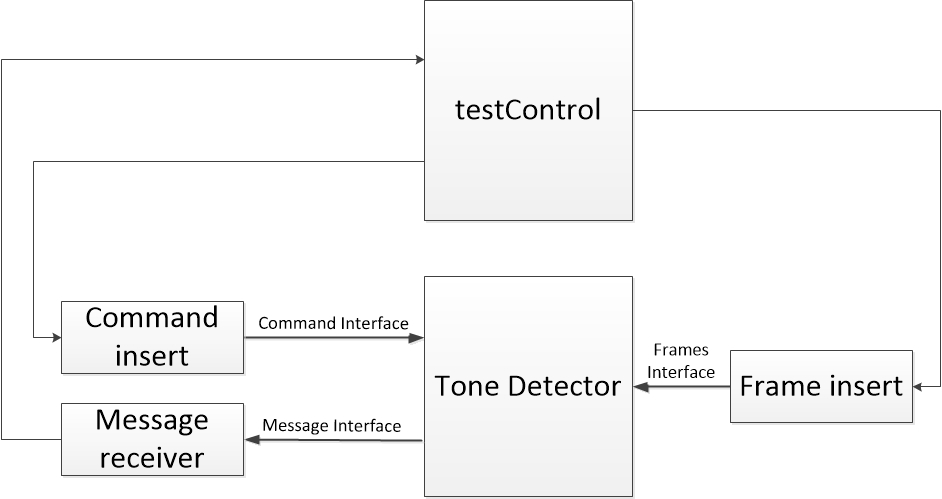 testControl
Command
insert
Command Interface
Message
receiver
Message Interface
Tone Detector
Frames
Interface
Frame insert